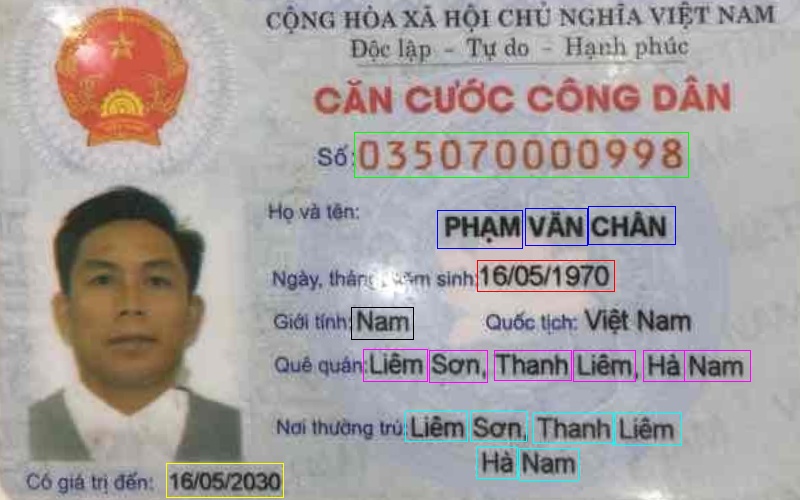 CỘNG HÒA XÃ HỘI CHỦ NGHĨA VIỆT NAM
Độc lập - Tự do - Hạnh phúc
CĂN CƯỚC CÔNG DÂN
Số: 035070000998
Họ và tên:
PHẠM VĂN CHÂN
Ngày, tháng năm sinh: 16/05/1970
Giới tính: Nam Quốc tịch: Việt Nam
Quê quán: Liêm Sơn, Thanh Liêm, Hà Nam
Nơi thường trú: Liêm Sơn, Thanh Liêm
Hà Nam
Có giá trị đến: 16/05/2030